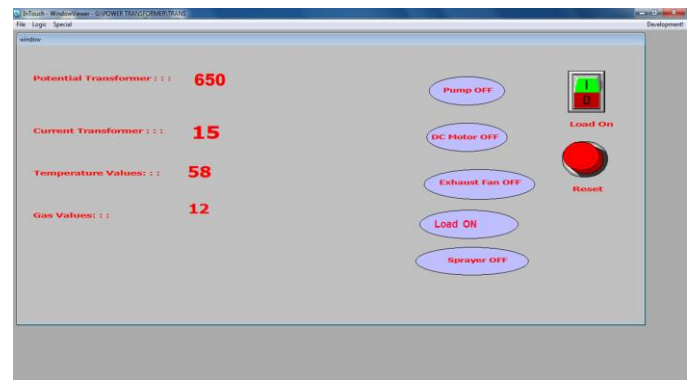 InTouch - WindowViewer - G:\POWER TRANSFORMER\TRANS
File Logic Special Development!
window
Potential Transformer : : : 650
Pump OFF
I
0
Load On
Current Transformer : : : 15
DC Motor OFF
Temperature Values: : : 58
Exhaust Fan OFF
Reset
Gas Values: : : 12
Load ON
Sprayer OFF